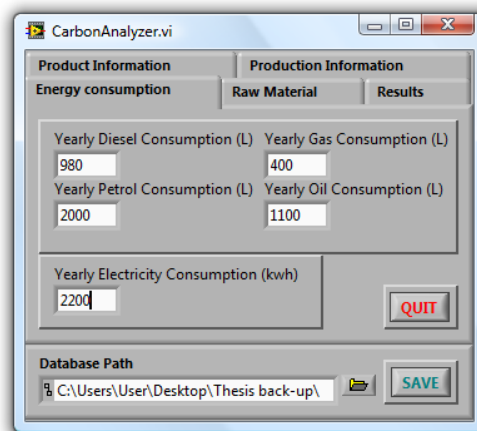 CarbonAnalyzer.vi
Product Information Production Information
Energy consumption Raw Material Results
Yearly Diesel Consumption (L) Yearly Gas Consumption (L)
980 400
Yearly Petrol Consumption (L) Yearly Oil Consumption (L)
2000 1100
Yearly Electricity Consumption (kwh)
2200
QUIT
Database Path
C:\Users\User\Desktop\Thesis back-up\
SAVE